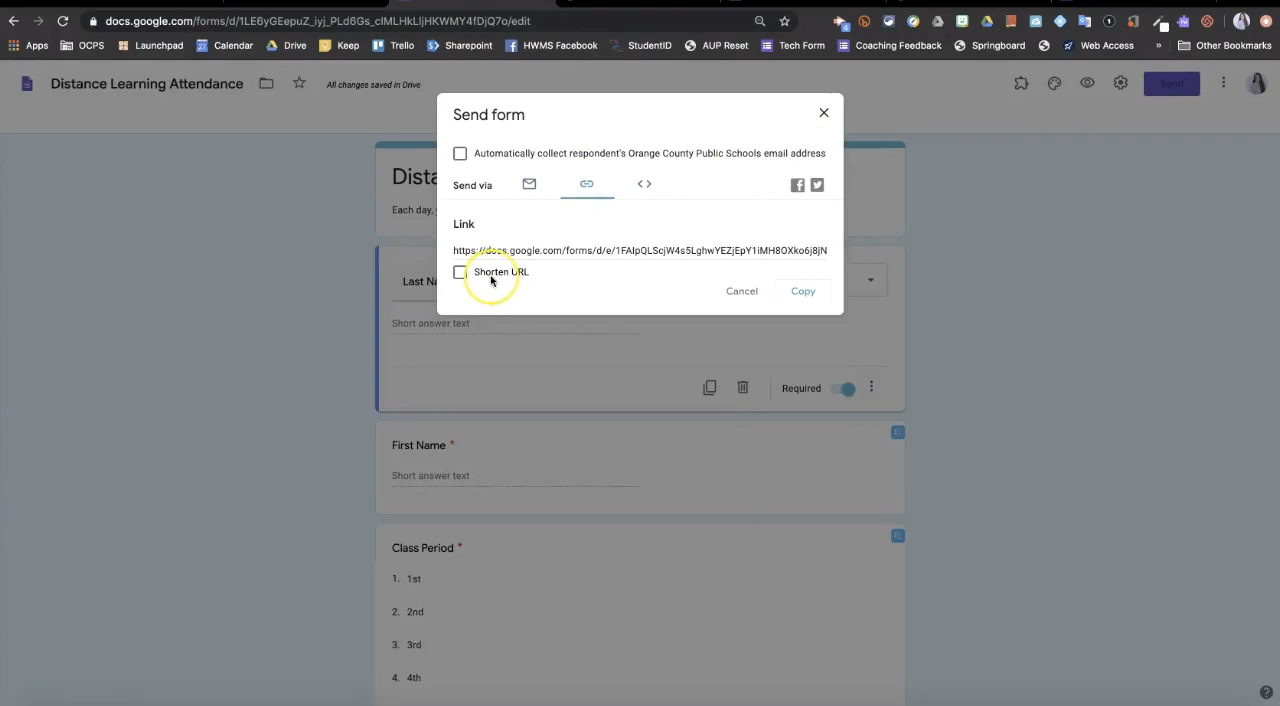 docs.google.com/forms/d/1LE6yGEepuZ_iyj_PLd6Gs_cIMLHkLIjHKWMY4fDjQ7o/edit
Apps OCPS Launchpad Calendar Drive Keep Trello Sharepoint HWMS Facebook StudentID AUP Reset Tech Form Coaching Feedback Springboard Web Access » Other Bookmarks
Distance Learning Attendance All changes saved in Drive Send
Send form
Automatically collect respondent's Orange County Public Schools email address
Send via
Link
https://docs.google.com/forms/d/e/1FAIpQLScjW4s5LghwYEZjEpY1iMH8OXko6j8jN
Shorten URL
Cancel Copy
Dista
Each day,
Last Na
Short answer text
Required
First Name *
Short answer text
Class Period *
1. 1st
2. 2nd
3. 3rd
4. 4th